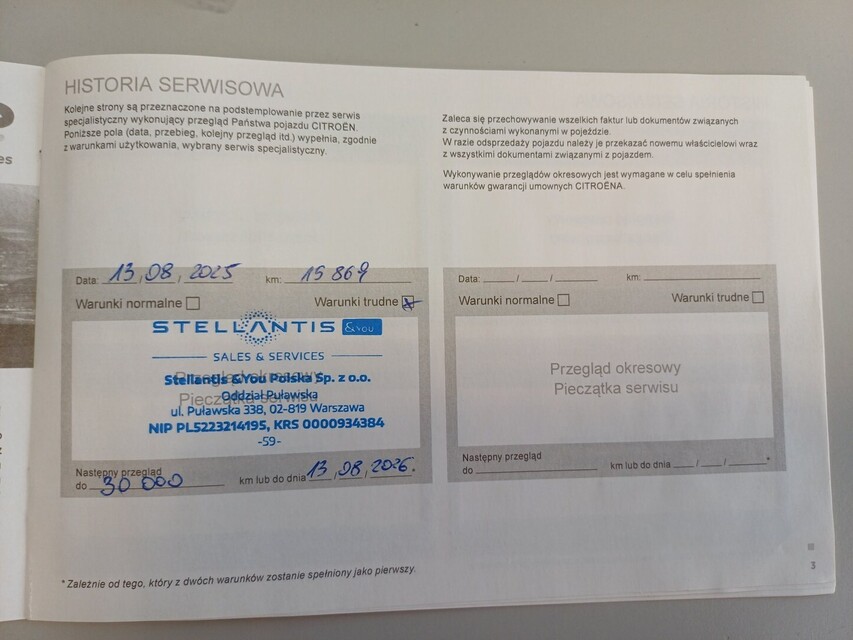 HISTORIA SERWISOWA
Kolejne strony są przeznaczone na podstemplowanie przez serwis
specjalistyczny wykonujący przegląd Państwa pojazdu CITROËN.
Poniższe pola (data, przebieg, kolejny przegląd itd.) wypełnia, zgodnie
z warunkami użytkowania, wybrany serwis specjalistyczny.
Zaleca się przechowywanie wszelkich faktur lub dokumentów związanych
z czynnościami wykonanymi w pojeździe.
W razie odsprzedaży pojazdu należy je przekazać nowemu właścicielowi wraz
z wszystkimi dokumentami związanymi z pojazdem.
Wykonywanie przeglądów okresowych jest wymagane w celu spełnienia
warunków gwarancji umownych CITROËNA.
Data: 13,08,2025 km: 15 869
Warunki normalne Warunki trudne
STELLANTIS &YOU
SALES & SERVICES
Przegląd okresowy
Stellantis &You Polska Sp. z o.o.
Oddział Puławska
Pieczątka serwisu
ul. Puławska 338, 02-819 Warszawa
NIP PL5223214195, KRS 0000934384
-59-
Następny przegląd
do 30 000 km lub do dnia 13,08,2026.
Data: / / km:
Warunki normalne Warunki trudne
Przegląd okresowy
Pieczątka serwisu
Następny przegląd
do km lub do dnia / / *
* Zależnie od tego, który z dwóch warunków zostanie spełniony jako pierwszy.
3
es